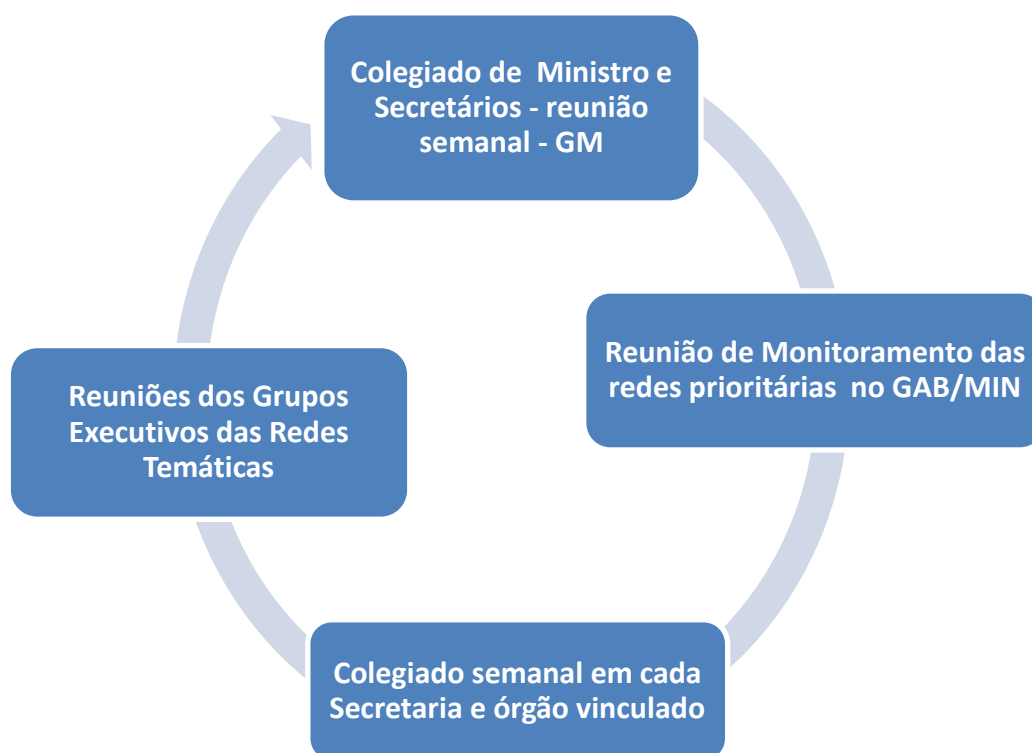 Colegiado de Ministro e
Secretários - reunião
semanal - GM
Reunião de Monitoramento das
redes prioritárias no GAB/MIN
Colegiado semanal em cada
Secretaria e órgão vinculado
Reuniões dos Grupos
Executivos das Redes
Temáticas